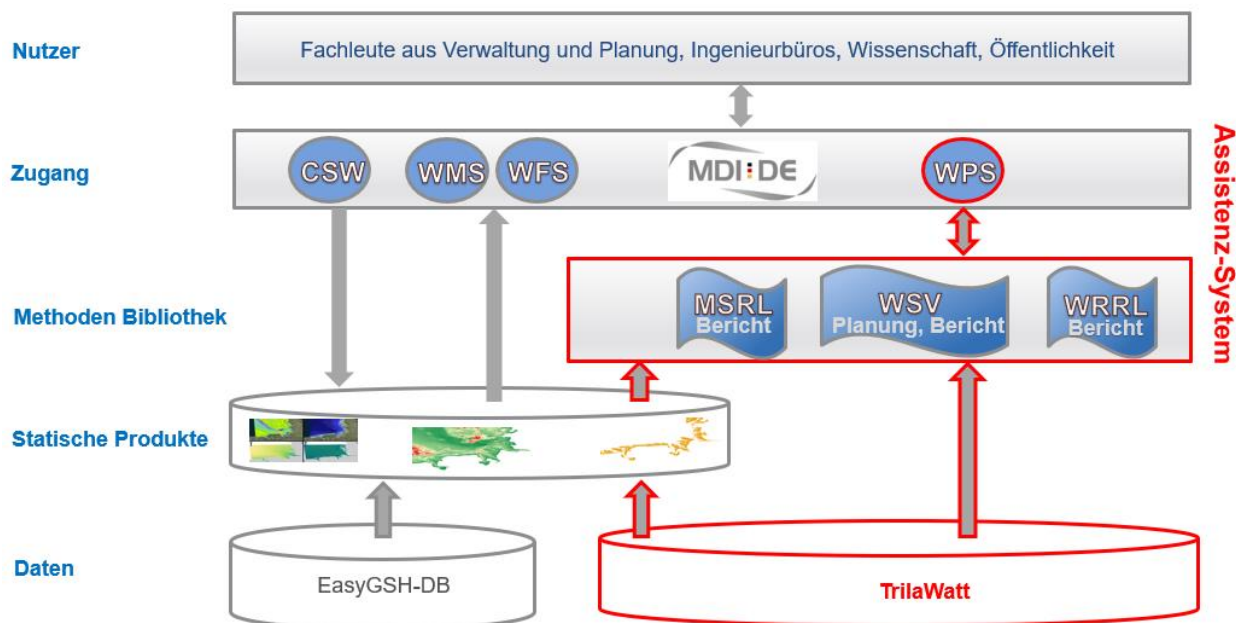 Nutzer
Fachleute aus Verwaltung und Planung, Ingenieurbüros, Wissenschaft, Öffentlichkeit
Zugang
CSW
WMS
WFS
MDI:DE
WPS
Assistenz-System
Methoden Bibliothek
MSRL
Bericht
WSV
Planung, Bericht
WRRL
Bericht
Statische Produkte
Daten
EasyGSH-DB
TrilaWatt